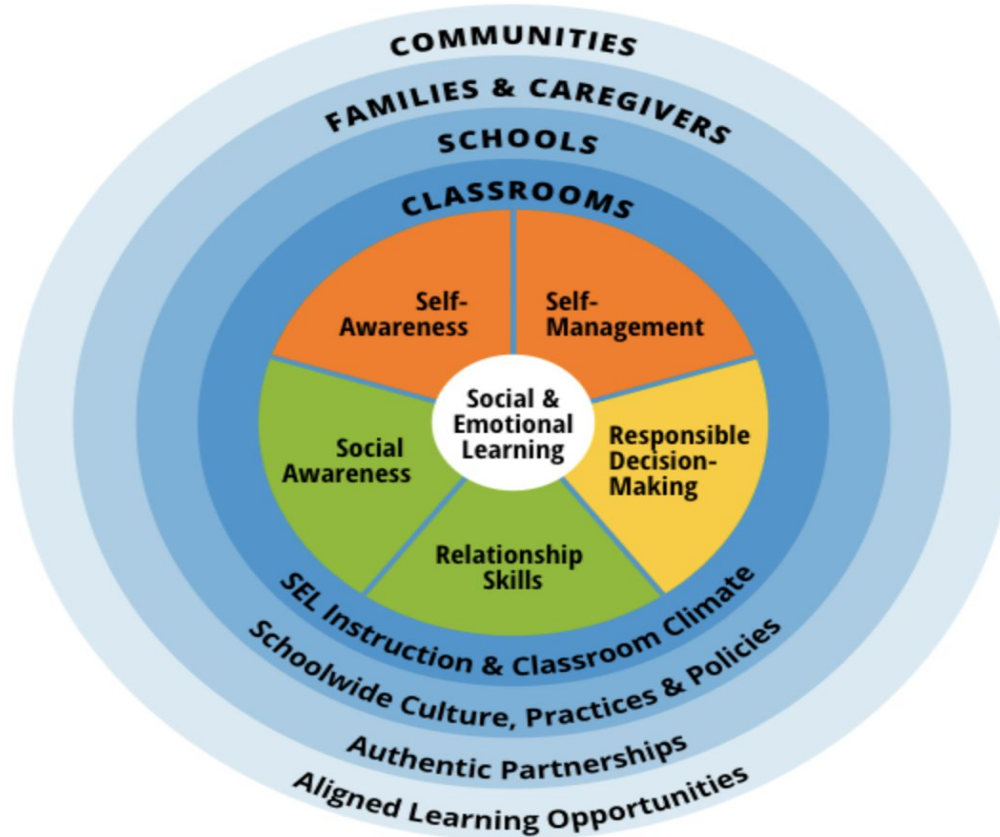 COMMUNITIES
FAMILIES & CAREGIVERS
SCHOOLS
CLASSROOMS
Self-
Awareness
Self-
Management
Social &
Emotional
Learning
Social
Awareness
Responsible
Decision-
Making
Relationship
Skills
SEL Instruction & Classroom Climate
Schoolwide Culture, Practices & Policies
Authentic Partnerships
Aligned Learning Opportunities